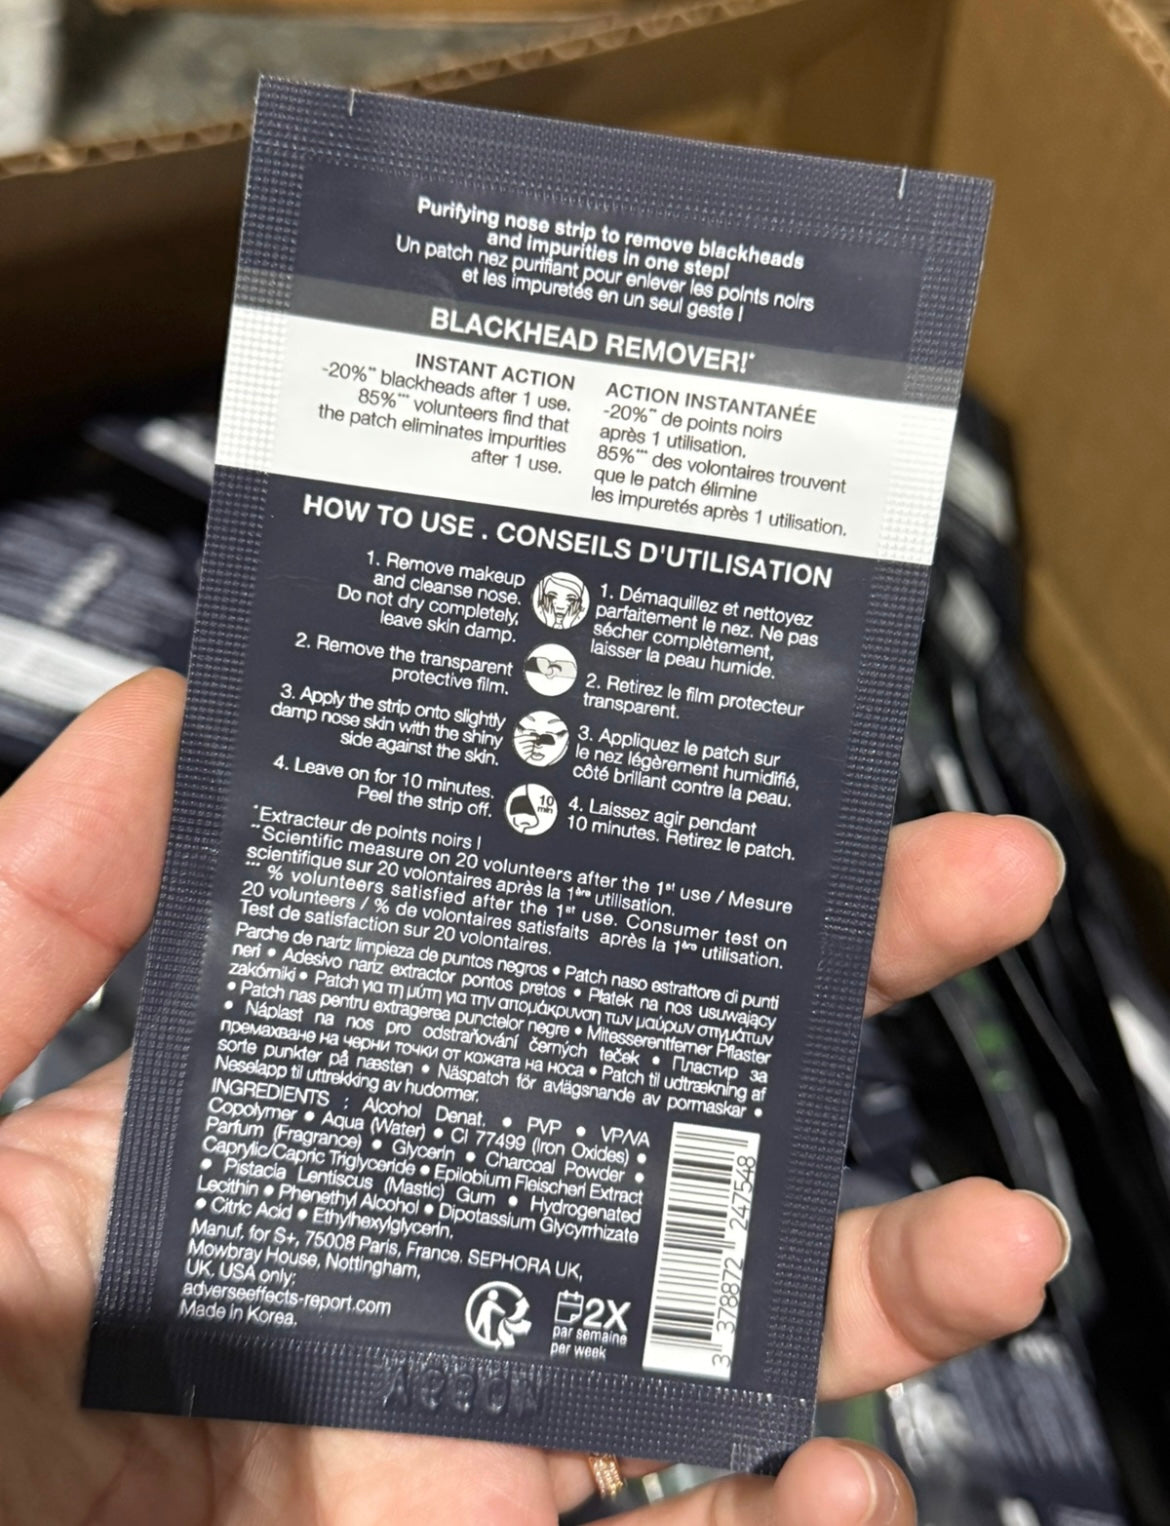 Purifying nose strip to remove blackheads
and impurities in one step!
Un patch nez purifiant pour enlever les points noirs
et les impuretés en un seul geste !
BLACKHEAD REMOVER!*
INSTANT ACTION
-20%** blackheads after 1 use.
85%*** volunteers find that
the patch eliminates impurities
after 1 use.
ACTION INSTANTANÉE
-20%** de points noirs
après 1 utilisation.
85%*** des volontaires trouvent
que le patch élimine
les impuretés après 1 utilisation.
HOW TO USE . CONSEILS D'UTILISATION
1. Remove makeup
and cleanse nose.
Do not dry completely,
leave skin damp.
2. Remove the transparent
protective film.
3. Apply the strip onto slightly
damp nose skin with the shiny
side against the skin.
4. Leave on for 10 minutes.
Peel the strip off.
10
min
1. Démaquillez et nettoyez
parfaitement le nez. Ne pas
sécher complètement,
laisser la peau humide.
2. Retirez le film protecteur
transparent.
3. Appliquez le patch sur
le nez légèrement humidifié,
côté brillant contre la peau.
4. Laissez agir pendant
10 minutes. Retirez le patch.
*Extracteur de points noirs !
**Scientific measure on 20 volunteers after the 1st use / Mesure
scientifique sur 20 volontaires après la 1ère utilisation.
*** % volunteers satisfied after the 1st use. Consumer test on
20 volunteers / % de volontaires satisfaits après la 1ère utilisation.
Test de satisfaction sur 20 volontaires.
Parche de nariz limpieza de puntos negros • Patch naso estrattore di punti
neri • Adesivo nariz extractor pontos pretos • Płatek na nos usuwający
zakórniki • Patch για τη μύτη για την απομάκρυνση των μαύρων στιγμάτων
• Patch nas pentru extragerea punctelor negre • Mitesserentferner Pflaster
• Náplast na nos pro odstraňování černých teček • Пластир за
премахване на черни точки от кожата на носа • Patch til udtrækning af
sorte punkter på næsten • Näspatch för avlägsnande av pormaskar •
Neselapp til uttrekking av hudormer.
INGREDIENTS : Alcohol Denat. • PVP • VP/VA
Copolymer • Aqua (Water) • CI 77499 (Iron Oxides) •
Parfum (Fragrance) • Glycerin • Charcoal Powder •
Caprylic/Capric Triglyceride • Epilobium Fleischeri Extract
• Pistacia Lentiscus (Mastic) Gum • Hydrogenated
Lecithin • Phenethyl Alcohol • Dipotassium Glycyrrhizate
• Citric Acid • Ethylhexylglycerin.
Manuf. for S+, 75008 Paris, France. SEPHORA UK,
Mowbray House, Nottingham,
UK. USA only:
adverseeffects-report.com
Made in Korea.
2X
par semaine
per week
3 378872 247548